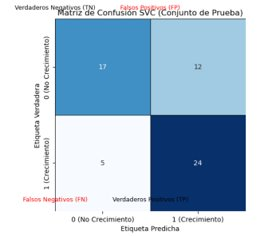 Verdaderos Negativos (TN) Falsos Positivos (FP)
Matriz de Confusión SVC (Conjunto de Prueba)
0 (No Crecimiento)
17 12
Etiqueta Verdadera
1 (Crecimiento)
5 24
Falsos Negativos (FN) Verdaderos Positivos (TP)
0 (No Crecimiento) 1 (Crecimiento)
Etiqueta Predicha